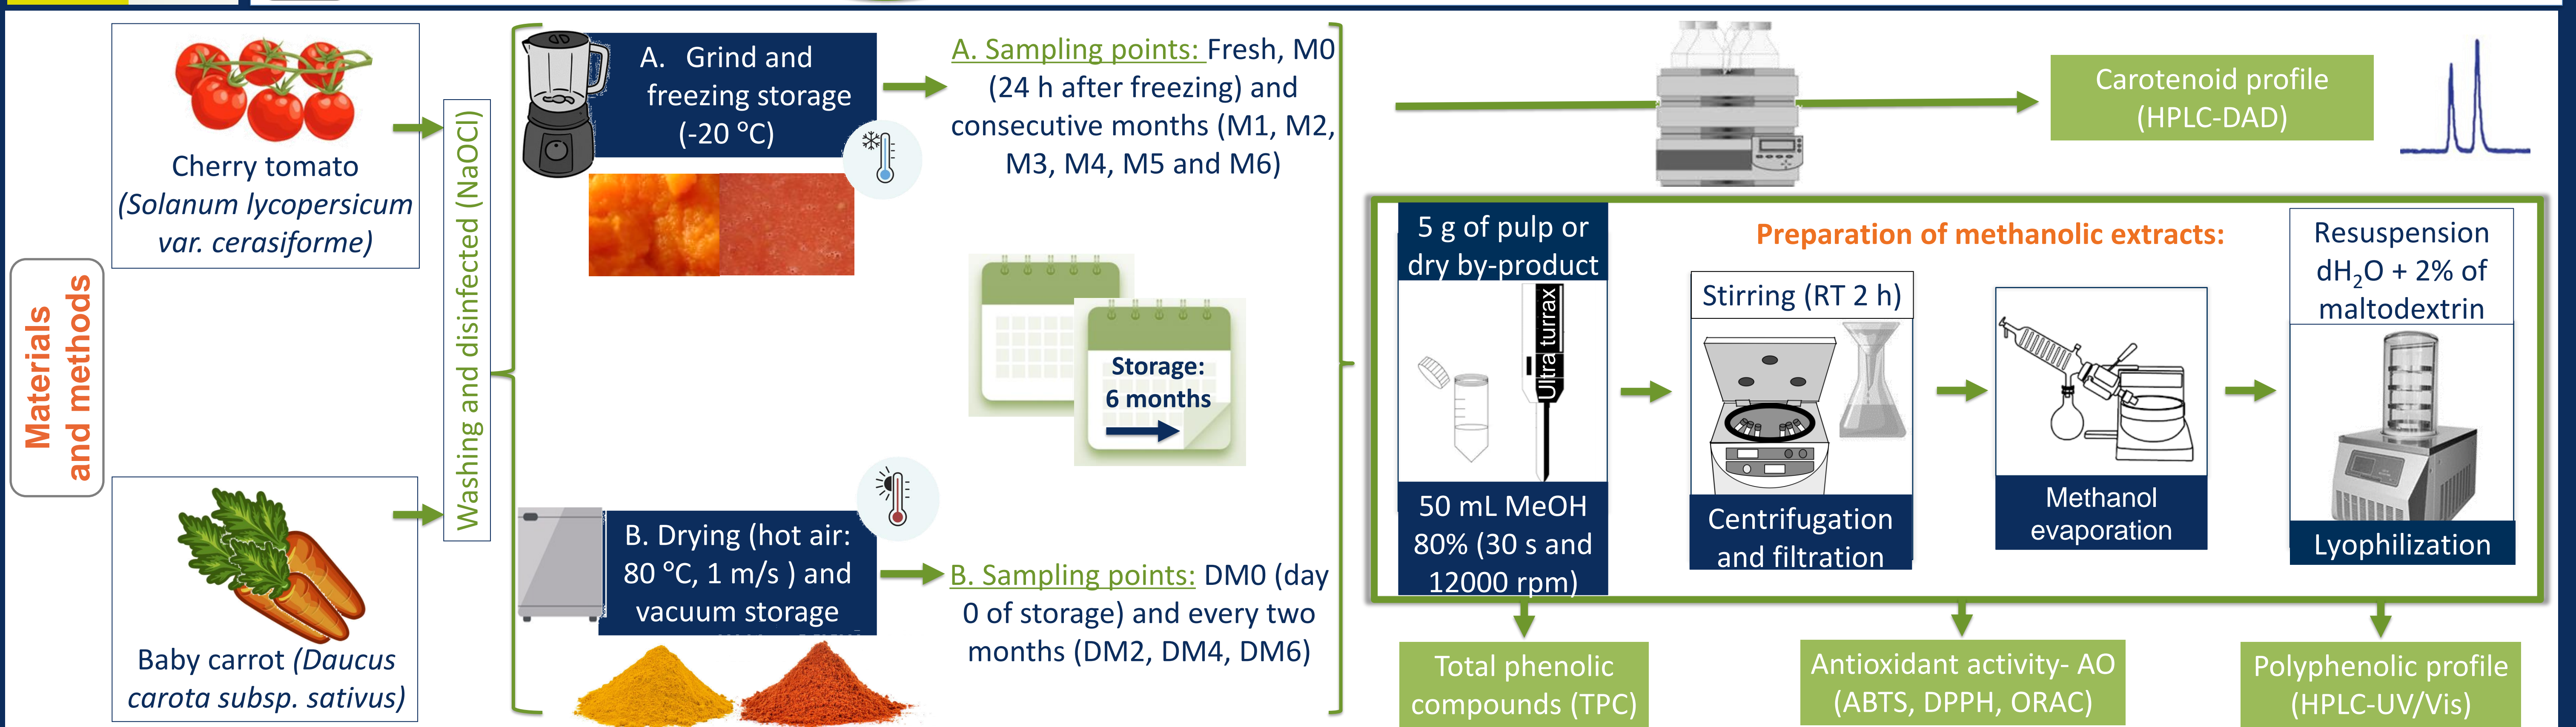 Materials
and methods
Cherry tomato
(Solanum lycopersicum
var. cerasiforme)
Baby carrot (Daucus
carota subsp. sativus)
Washing and disinfected (NaOCl)
A. Grind and
freezing storage
(-20 °C)
A. Sampling points: Fresh, M0
(24 h after freezing) and
consecutive months (M1, M2,
M3, M4, M5 and M6)
Storage:
6 months
B. Drying (hot air:
80 °C, 1 m/s ) and
vacuum storage
B. Sampling points: DM0 (day
0 of storage) and every two
months (DM2, DM4, DM6)
Carotenoid profile
(HPLC-DAD)
Preparation of methanolic extracts:
5 g of pulp or
dry by-product
Ultra turrax
50 mL MeOH
80% (30 s and
12000 rpm)
Stirring (RT 2 h)
Centrifugation
and filtration
Methanol
evaporation
Resuspension
dH₂O + 2% of
maltodextrin
Lyophilization
Total phenolic
compounds (TPC)
Antioxidant activity- AO
(ABTS, DPPH, ORAC)
Polyphenolic profile
(HPLC-UV/Vis)